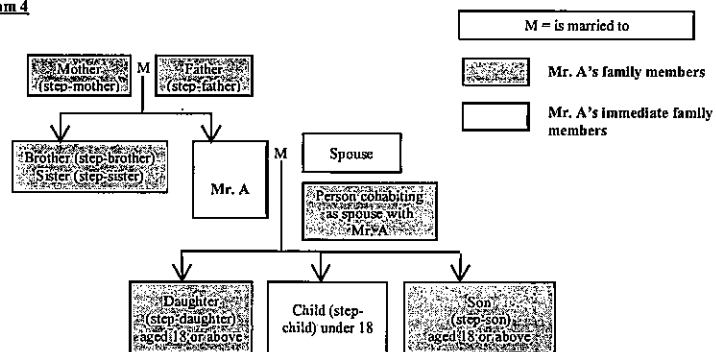 am 4
M = is married to
Mother M Father
(step-mother) (step-father)
Mr. A's family members
Mr. A's immediate family
members
Brother (step-brother)
Sister (step-sister)
Mr. A
M
Spouse
Person cohabiting
as spouse with
Mr. A
Daughter
(step-daughter)
aged 18 or above
Child (step-
child) under 18
Son
(step-son)
aged 18 or above